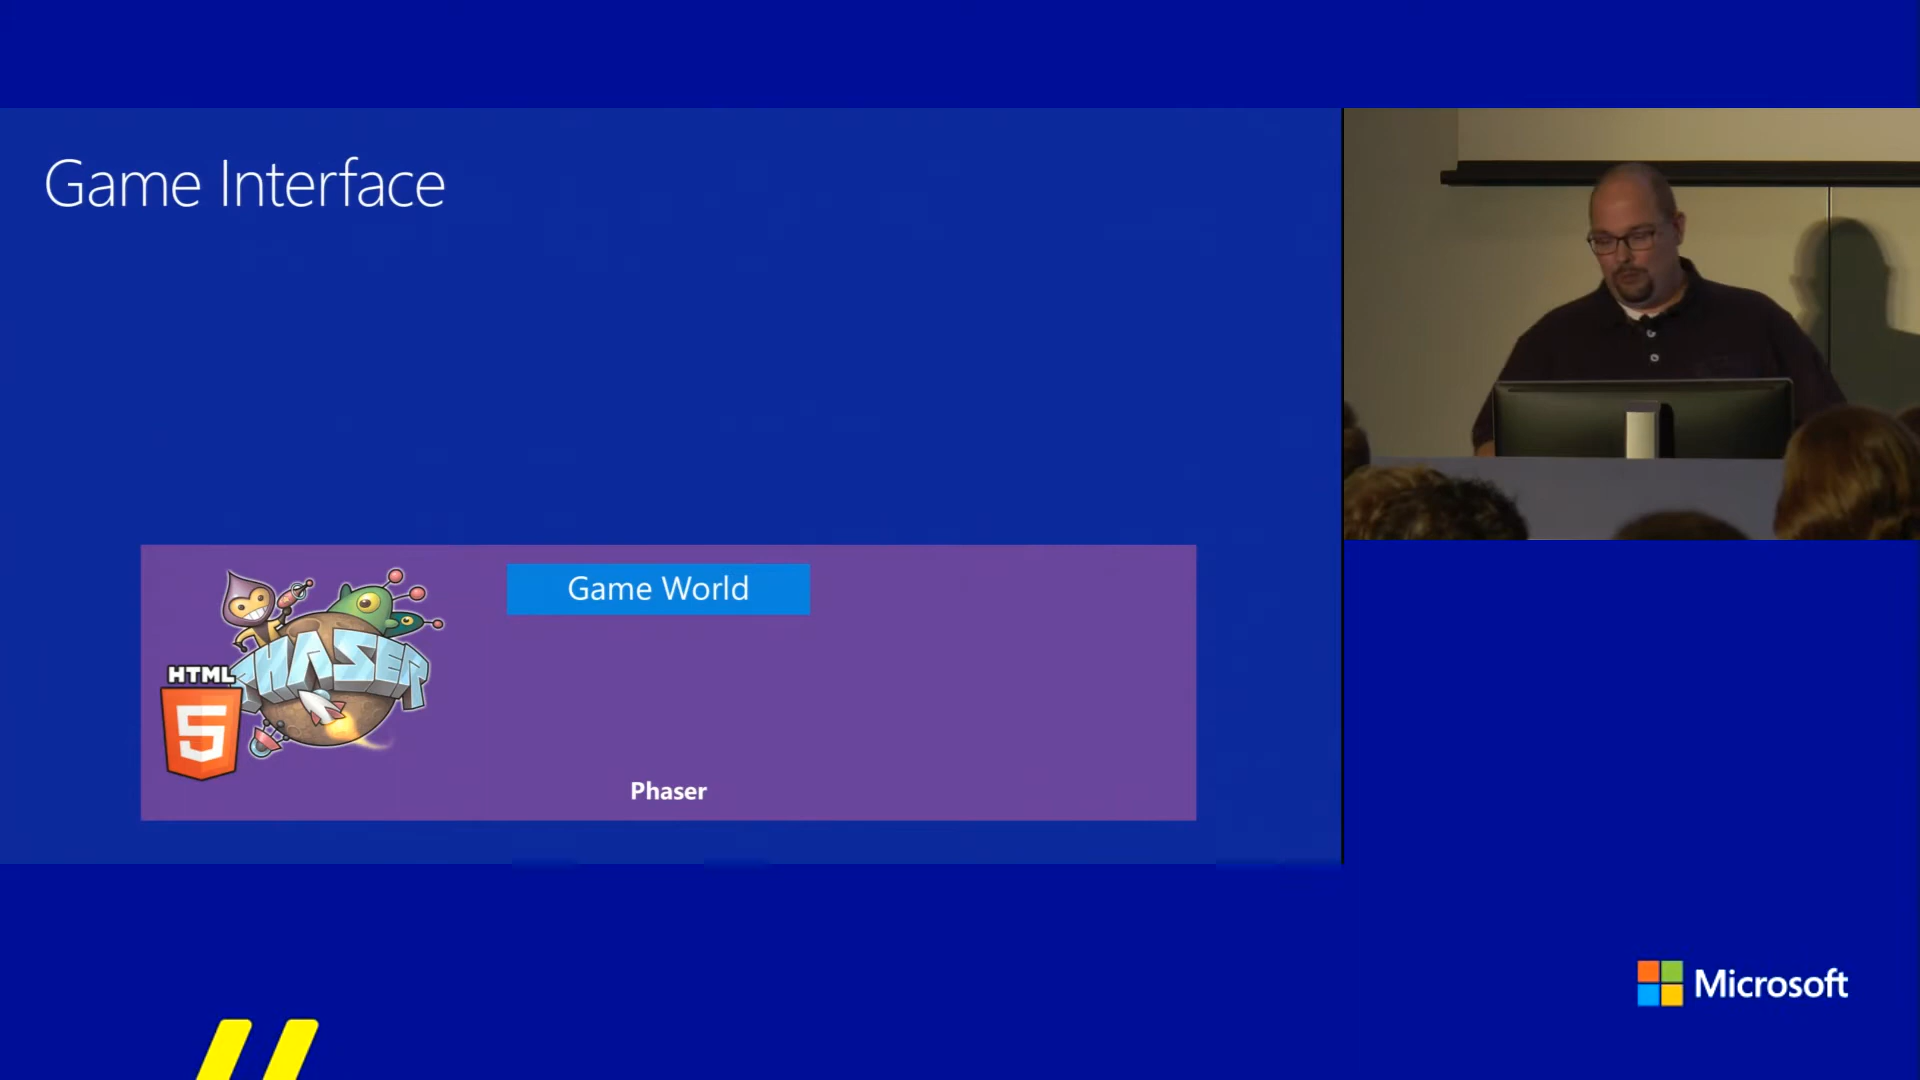 Game Interface
Game World
HTML
PHASER
5
Phaser
Microsoft